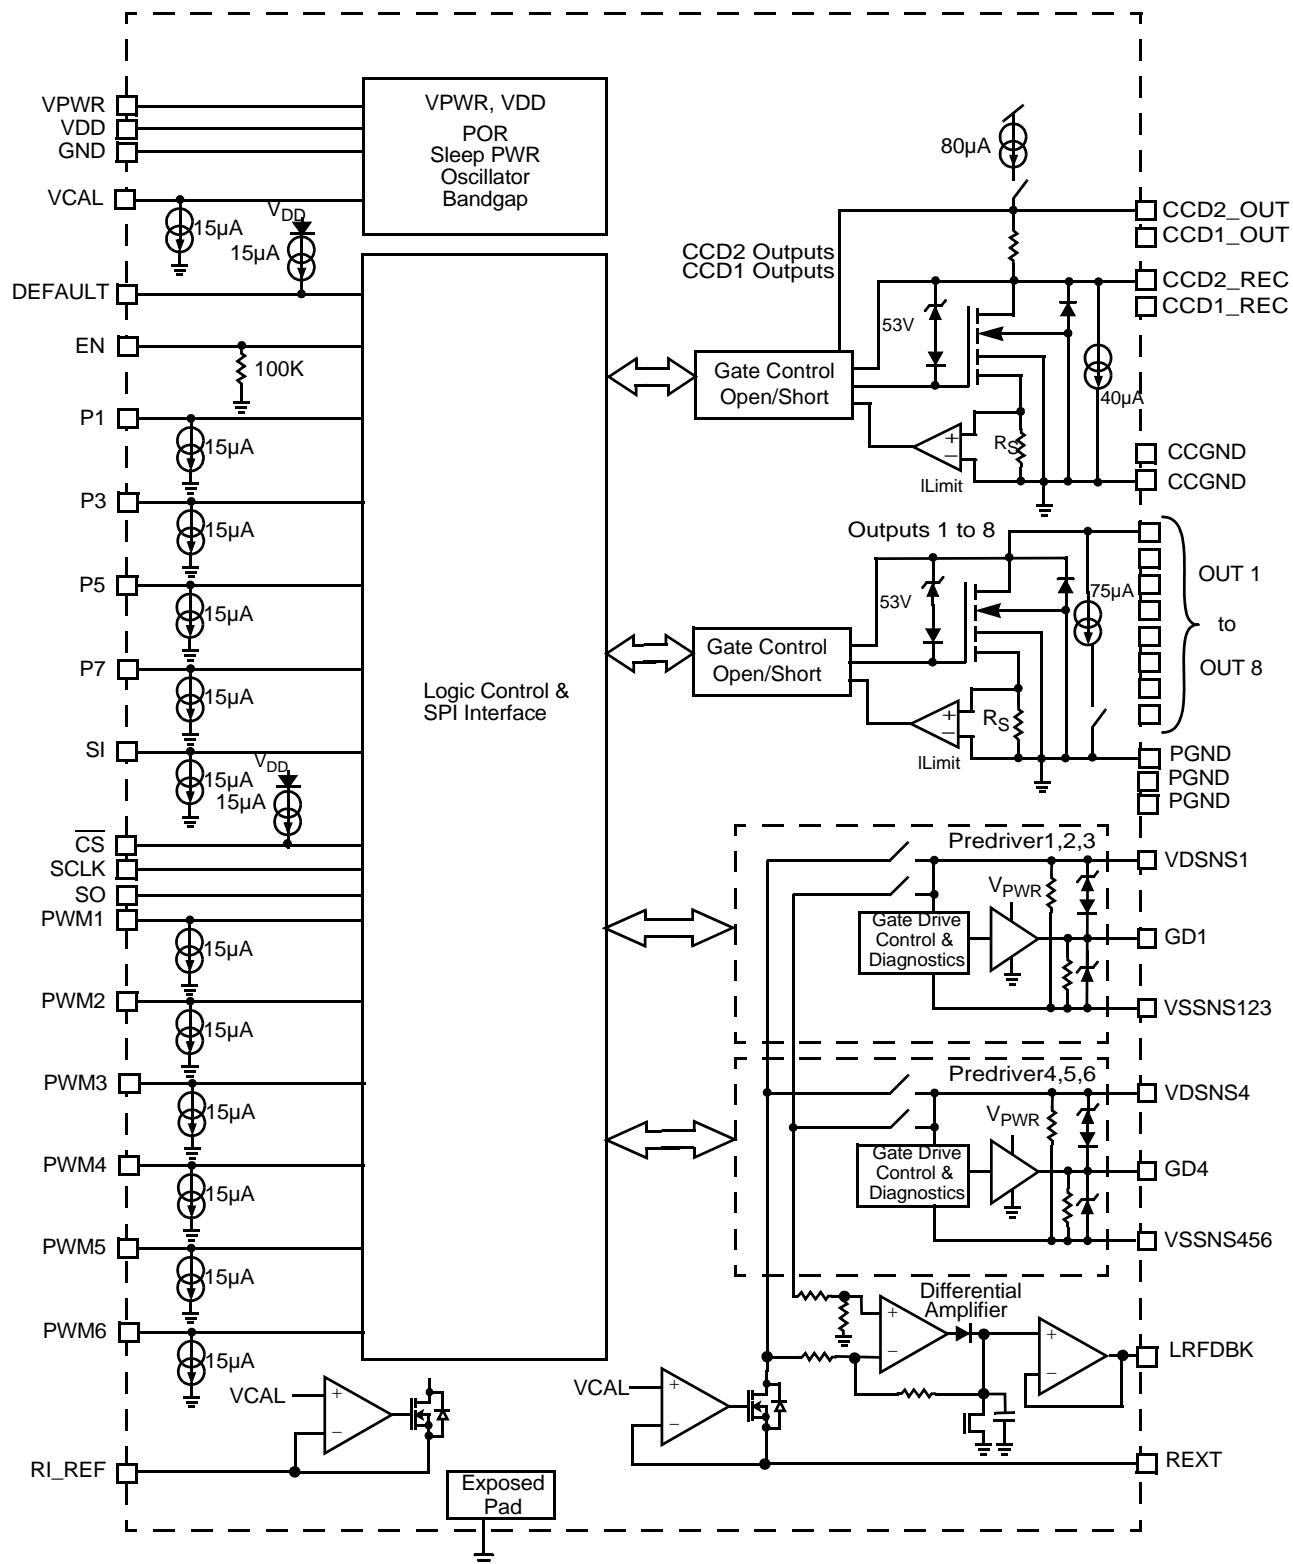 VPWR
VDD
GND
VCAL
DEFAULT
EN
P1
P3
P5
P7
SI
CS
SCLK
SO
PWM1
PWM2
PWM3
PWM4
PWM5
PWM6
RI_REF
15µA
VDD
15µA
100K
15µA
15µA
15µA
15µA
15µA
VDD
15µA
15µA
15µA
15µA
15µA
15µA
15µA
VCAL
+
−
VPWR, VDD
POR
Sleep PWR
Oscillator
Bandgap
Logic Control &
SPI Interface
Exposed
Pad
80µA
CCD2 Outputs
CCD1 Outputs
53V
Gate Control
Open/Short
40µA
+
−
RS
ILimit
CCD2_OUT
CCD1_OUT
CCD2_REC
CCD1_REC
CCGND
CCGND
Outputs 1 to 8
53V
75µA
Gate Control
Open/Short
+
−
RS
ILimit
OUT 1
to
OUT 8
PGND
PGND
PGND
Predriver1,2,3
VPWR
Gate Drive
Control &
Diagnostics
VDSNS1
GD1
VSSNS123
Predriver4,5,6
VPWR
Gate Drive
Control &
Diagnostics
VDSNS4
GD4
VSSNS456
Differential
Amplifier
+
−
+
−
LRFDBK
VCAL
+
−
REXT